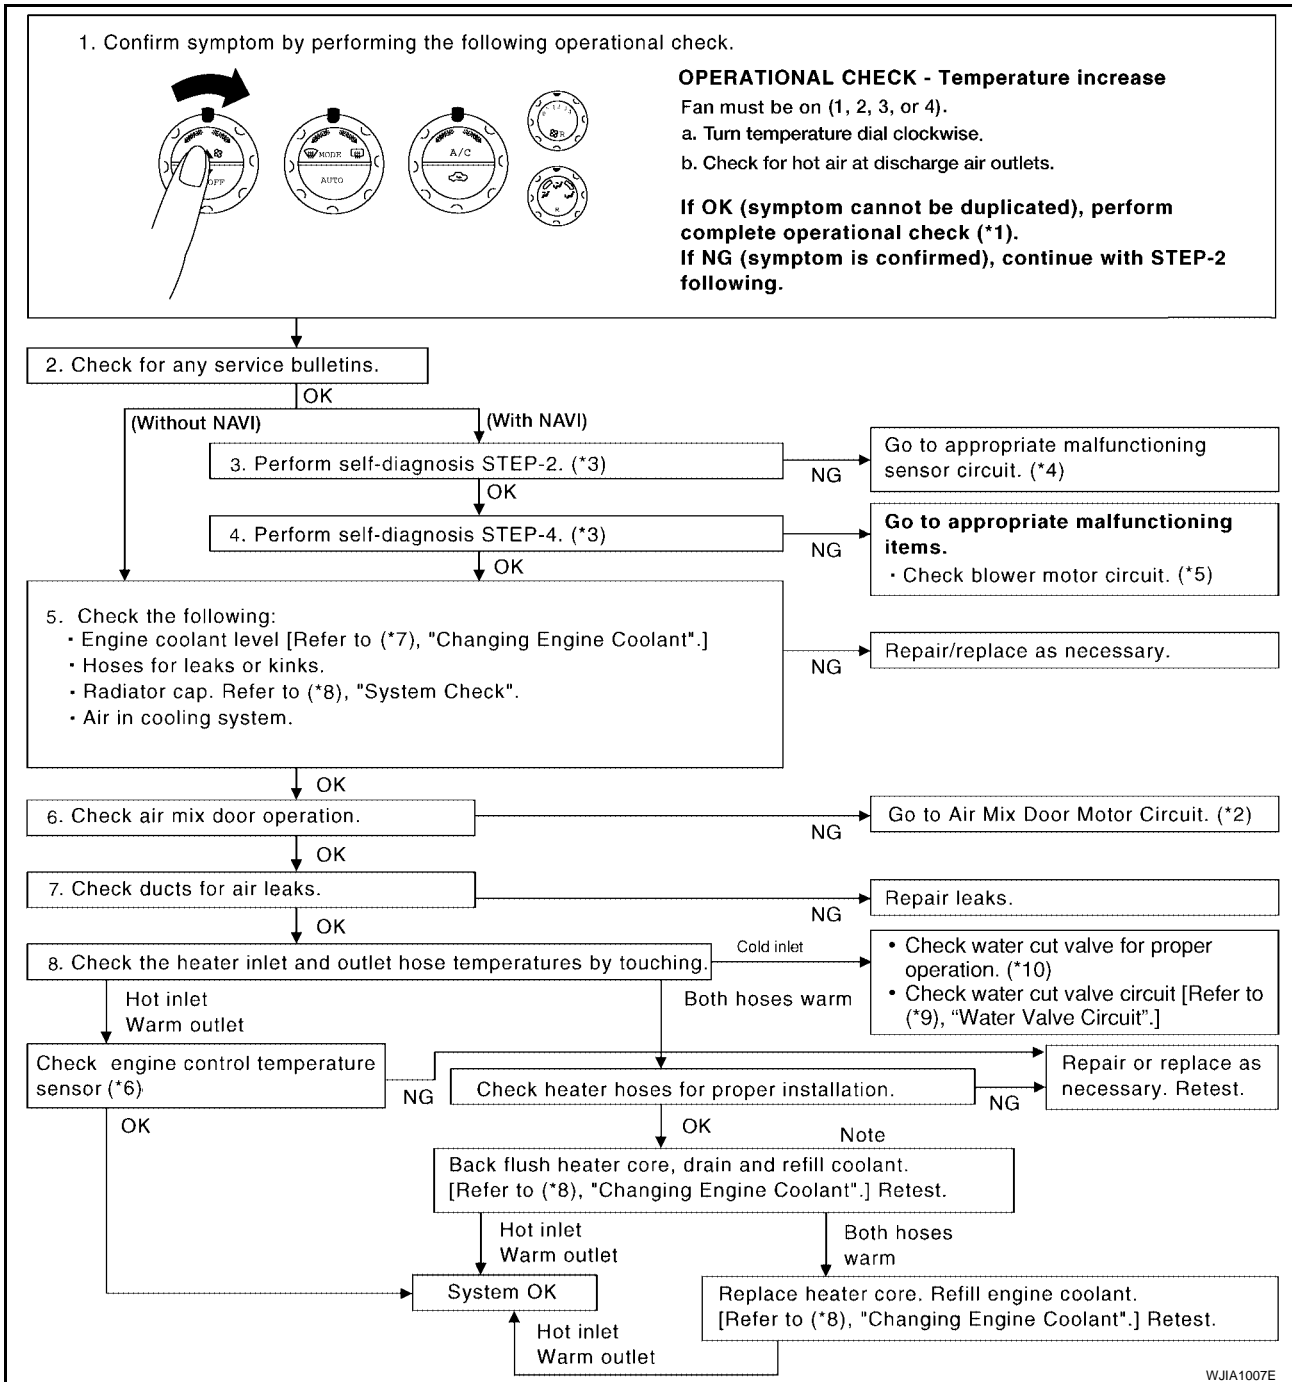 1. Confirm symptom by performing the following operational check.
OFF
MODE
AUTO
A/C
R
R
OPERATIONAL CHECK - Temperature increase
Fan must be on (1, 2, 3, or 4).
a. Turn temperature dial clockwise.
b. Check for hot air at discharge air outlets.
If OK (symptom cannot be duplicated), perform
complete operational check (*1).
If NG (symptom is confirmed), continue with STEP-2
following.
2. Check for any service bulletins.
OK
(Without NAVI)
(With NAVI)
3. Perform self-diagnosis STEP-2. (*3)
NG
Go to appropriate malfunctioning
sensor circuit. (*4)
OK
4. Perform self-diagnosis STEP-4. (*3)
NG
Go to appropriate malfunctioning
items.
· Check blower motor circuit. (*5)
OK
5. Check the following:
· Engine coolant level [Refer to (*7), "Changing Engine Coolant".]
· Hoses for leaks or kinks.
· Radiator cap. Refer to (*8), "System Check".
· Air in cooling system.
NG
Repair/replace as necessary.
OK
6. Check air mix door operation.
NG
Go to Air Mix Door Motor Circuit. (*2)
OK
7. Check ducts for air leaks.
NG
Repair leaks.
OK
8. Check the heater inlet and outlet hose temperatures by touching.
Cold inlet
• Check water cut valve for proper
operation. (*10)
• Check water cut valve circuit [Refer to
(*9), “Water Valve Circuit”.]
Hot inlet
Warm outlet
Both hoses warm
Check engine control temperature
sensor (*6)
NG
Check heater hoses for proper installation.
NG
Repair or replace as
necessary. Retest.
OK
OK
Note
Back flush heater core, drain and refill coolant.
[Refer to (*8), "Changing Engine Coolant".] Retest.
Hot inlet
Warm outlet
Both hoses
warm
System OK
Replace heater core. Refill engine coolant.
[Refer to (*8), "Changing Engine Coolant".] Retest.
Hot inlet
Warm outlet
WJIA1007E